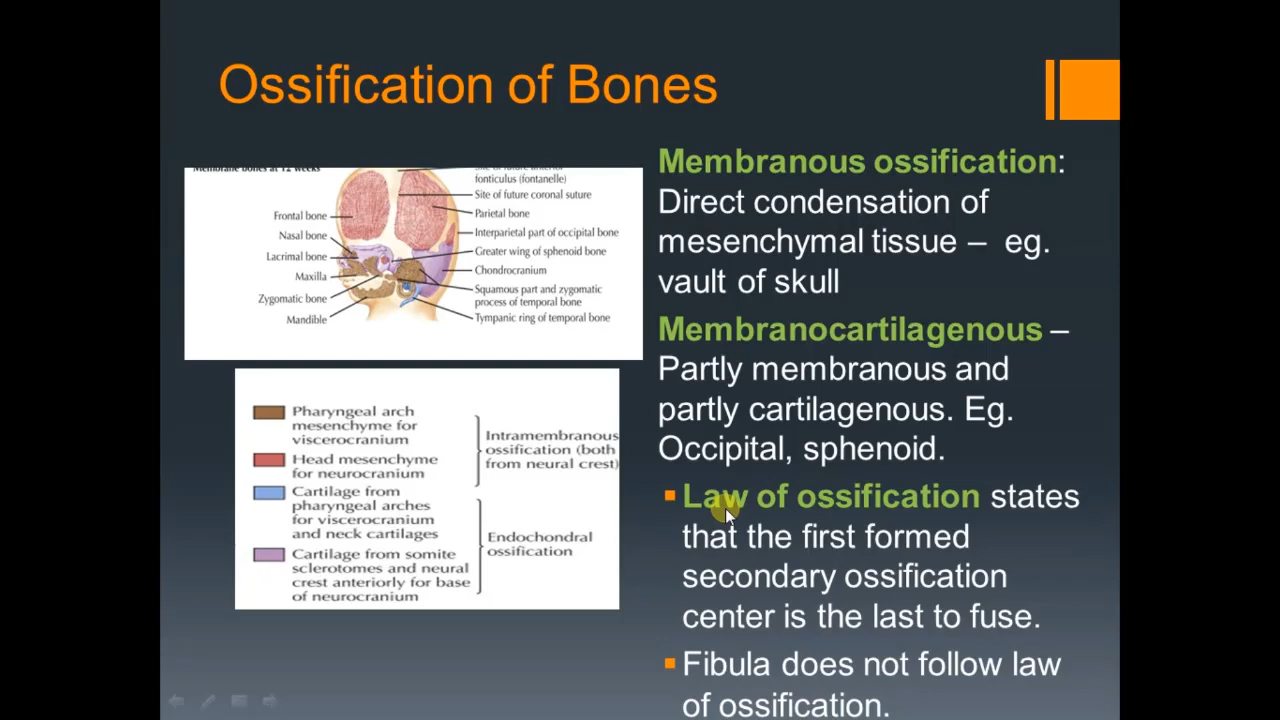 Ossification of Bones
Membrane bones at 12 weeks
fonticulus (fontanelle)
Site of future coronal suture
Frontal bone
Parietal bone
Nasal bone
Interparietal part of occipital bone
Lacrimal bone
Greater wing of sphenoid bone
Maxilla
Chondrocranium
Zygomatic bone
Squamous part and zygomatic
process of temporal bone
Mandible
Tympanic ring of temporal bone
Pharyngeal arch
mesenchyme for
viscerocranium
Head mesenchyme
for neurocranium
Intramembranous
ossification (both
from neural crest)
Cartilage from
pharyngeal arches
for viscerocranium
and neck cartilages
Cartilage from somite
sclerotomes and neural
crest anteriorly for base
of neurocranium
Endochondral
ossification
Membranous ossification:
Direct condensation of
mesenchymal tissue – eg.
vault of skull
Membranocartilagenous –
Partly membranous and
partly cartilagenous. Eg.
Occipital, sphenoid.
Law of ossification states
that the first formed
secondary ossification
center is the last to fuse.
Fibula does not follow law
of ossification.